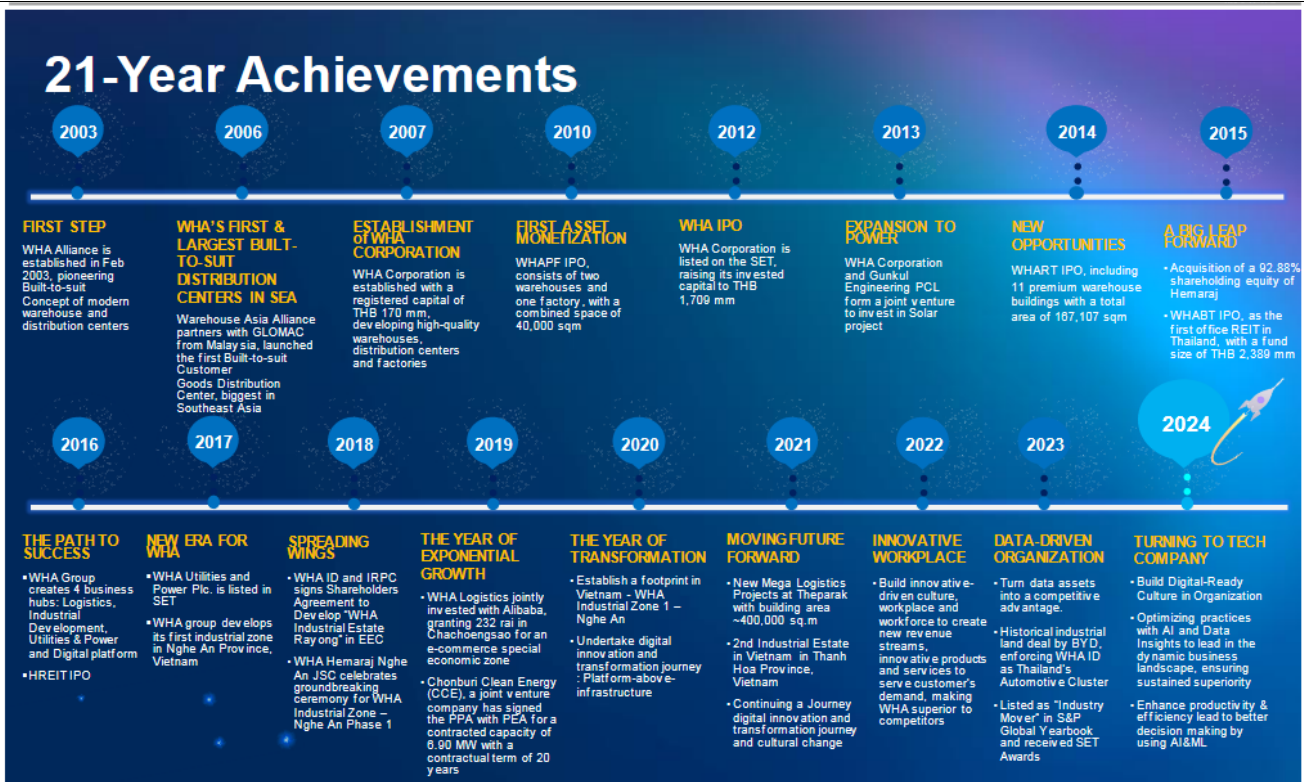 21-Year Achievements
2003
2006
2007
2010
2012
2013
2014
2015
FIRST STEP
WHA Alliance is
established in Feb
2003, pioneering
Built-to-suit
Concept of modern
warehouse and
distribution centers
WHA'S FIRST &
LARGEST BUILT-
TO-SUIT
DISTRIBUTION
CENTERS IN SEA
Warehouse Asia Alliance
partners with GLOMAC
from Malaysia, launched
the first Built-to-suit
Customer
Goods Distribution
Center, biggest in
Southeast Asia
ESTABLISHMENT
of WHA
CORPORATION
WHA Corporation is
established with a
registered capital of
THB 170 mm,
developing high-quality
warehouses,
distribution centers
and factories
FIRST ASSET
MONETIZATION
WHAPF IPO,
consists of two
warehouses and
one factory, with a
combined space of
40,000 sqm
WHA IPO
WHA Corporation is
listed on the SET,
raising its invested
capital to THB
1,709 mm
EXPANSION TO
POWER
WHA Corporation
and Gunkul
Engineering PCL
form a joint venture
to invest in Solar
project
NEW
OPPORTUNITIES
WHART IPO, including
11 premium warehouse
buildings with a total
area of 167,107 sqm
A BIG LEAP
FORWARD
• Acquisition of a 92.88%
shareholding equity of
Hemaraj
• WHABT IPO, as the
first office REIT in
Thailand, with a fund
size of THB 2,389 mm
2016
2017
2018
2019
2020
2021
2022
2023
2024
THE PATH TO
SUCCESS
▪WHA Group
creates 4 business
hubs: Logistics,
Industrial
Development,
Utilities & Power
and Digital platform
▪HREIT IPO
NEW ERA FOR
WHA
▪WHA Utilities and
Power Plc. is listed in
SET
▪WHA group develops
its first industrial zone
in Nghe An Province,
Vietnam
SPREADING
WINGS
• WHA ID and IRPC
signs Shareholders
Agreement to
Develop "WHA
Industrial Estate
Rayong" in EEC
• WHA Hemaraj Nghe
An JSC celebrates
groundbreaking
ceremony for WHA
Industrial Zone –
Nghe An Phase 1
THE YEAR OF
EXPONENTIAL
GROWTH
• WHA Logistics jointly
invested with Alibaba,
granting 232 rai in
Chachoengsao for an
e-commerce special
economic zone
• Chonburi Clean Energy
(CCE), a joint venture
company has signed
the PPA with PEA for a
contracted capacity of
6.90 MW with a
contractual term of 20
years
THE YEAR OF
TRANSFORMATION
• Establish a footprint in
Vietnam - WHA
Industrial Zone 1 –
Nghe An
• Undertake digital
innovation and
transformation journey
: Platform-above-
infrastructure
MOVING FUTURE
FORWARD
• New Mega Logistics
Projects at Theparak
with building area
~400,000 sq.m
• 2nd Industrial Estate
in Vietnam in Thanh
Hoa Province,
Vietnam
• Continuing a Journey
digital innovation and
transformation journey
and cultural change
INNOVATIVE
WORKPLACE
• Build innovative-
driven culture,
workplace and
workforce to create
new revenue
streams,
innovative products
and services to
serve customer's
demand, making
WHA superior to
competitors
DATA-DRIVEN
ORGANIZATION
• Turn data assets
into a competitive
advantage.
• Historical industrial
land deal by BYD,
enforcing WHA ID
as Thailand's
Automotive Cluster
• Listed as "Industry
Mover" in S&P
Global Yearbook
and received SET
Awards
TURNING TO TECH
COMPANY
• Build Digital-Ready
Culture in Organization
• Optimizing practices
with AI and Data
Insights to lead in the
dynamic business
landscape, ensuring
sustained superiority
• Enhance productivity &
efficiency lead to better
decision making by
using AI&ML